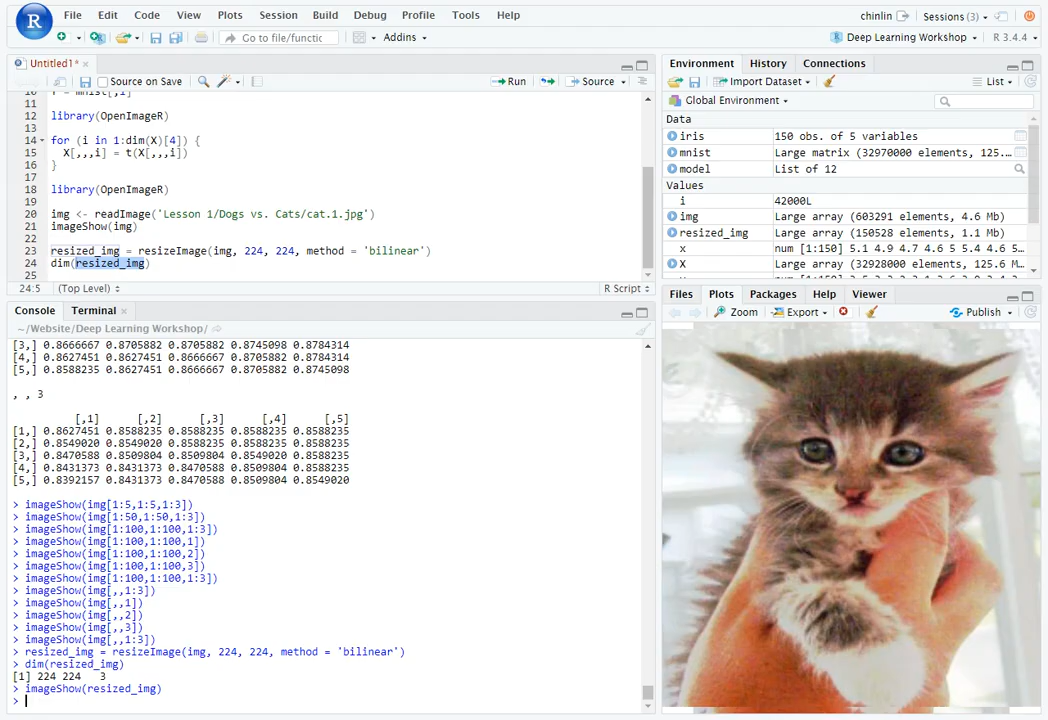 R File Edit Code View Plots Session Build Debug Profile Tools Help chinlin Sessions (3)
Go to file/functic Addins Deep Learning Workshop R 3.4.4
Untitled1*
Source on Save Run Source
11
12 library(OpenImageR)
13
14 for (i in 1:dim(X)[4]) {
15 X[,,,i] = t(X[,,,i])
16 }
17
18 library(OpenImageR)
19
20 img <- readImage('Lesson 1/Dogs vs. Cats/cat.1.jpg')
21 imageShow(img)
22
23 resized_img = resizeImage(img, 224, 224, method = 'bilinear')
24 dim(resized_img)
25
24:5 (Top Level) R Script
Console Terminal
~/Website/Deep Learning Workshop/
[3,] 0.8666667 0.8705882 0.8705882 0.8745098 0.8784314
[4,] 0.8627451 0.8627451 0.8666667 0.8705882 0.8784314
[5,] 0.8588235 0.8627451 0.8666667 0.8705882 0.8745098
, , 3
[,1] [,2] [,3] [,4] [,5]
[1,] 0.8627451 0.8588235 0.8588235 0.8588235 0.8588235
[2,] 0.8549020 0.8549020 0.8588235 0.8588235 0.8588235
[3,] 0.8470588 0.8509804 0.8549020 0.8549020 0.8588235
[4,] 0.8431373 0.8431373 0.8470588 0.8509804 0.8588235
[5,] 0.8392157 0.8431373 0.8470588 0.8509804 0.8549020
> imageShow(img[1:5,1:5,1:3])
> imageShow(img[1:50,1:50,1:3])
> imageShow(img[1:100,1:100,1:3])
> imageShow(img[1:100,1:100,1])
> imageShow(img[1:100,1:100,2])
> imageShow(img[1:100,1:100,3])
> imageShow(img[1:100,1:100,1:3])
> imageShow(img[,,1:3])
> imageShow(img[,,1])
> imageShow(img[,,2])
> imageShow(img[,,3])
> imageShow(img[,,1:3])
> resized_img = resizeImage(img, 224, 224, method = 'bilinear')
> dim(resized_img)
[1] 224 224 3
> imageShow(resized_img)
>
Environment History Connections
Import Dataset List
Global Environment
Data
iris 150 obs. of 5 variables
mnist Large matrix (32970000 elements, 125....
model List of 12
Values
i 42000L
img Large array (603291 elements, 4.6 Mb)
resized_img Large array (150528 elements, 1.1 Mb)
x num [1:150] 5.1 4.9 4.7 4.6 5 5.4 4.6 5...
X Large array (32928000 elements, 125.6 M...
Files Plots Packages Help Viewer
Zoom Export Publish